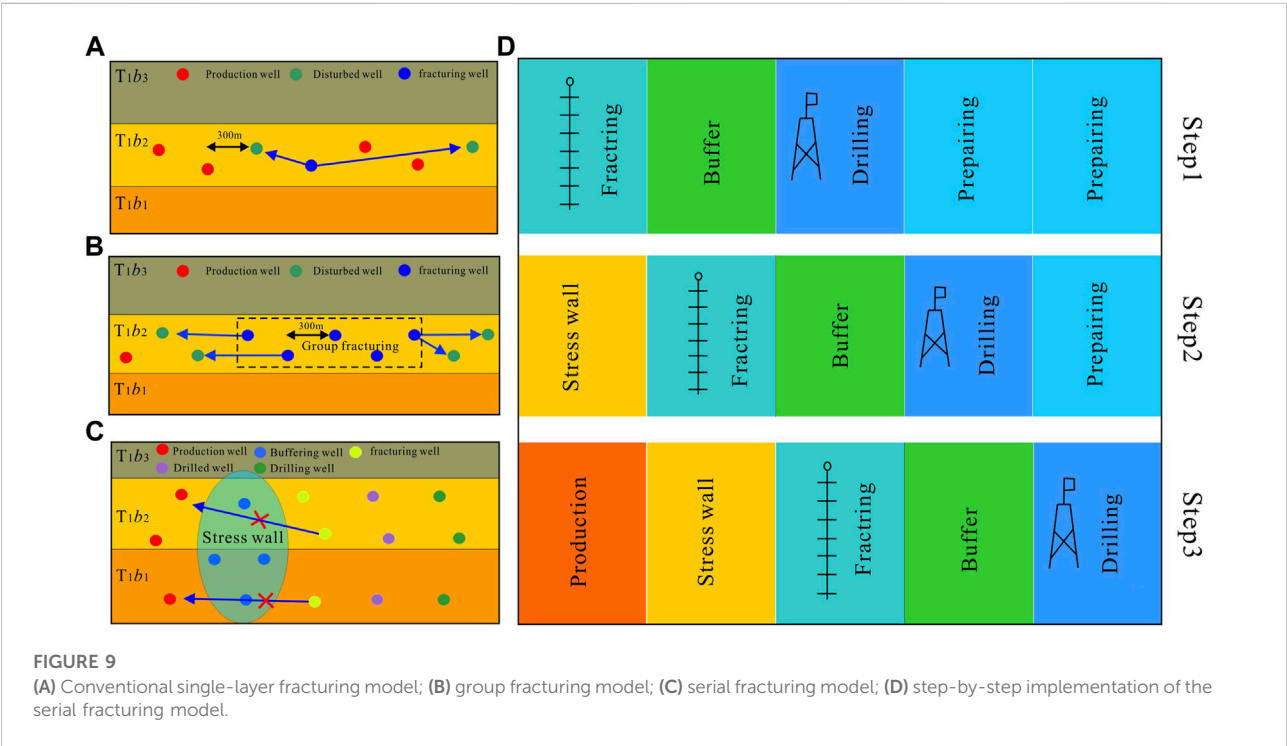 A
T1b3 Production well Disturbed well fracturing well
T1b2
300m
T1b1
B
T1b3 Production well Disturbed well fracturing well
T1b2
300m
Group fracturing
T1b1
C
T1b3 Production well Buffering well fracturing well
Drilled well Drilling well
T1b2
Stress wall
T1b1
D
Fractring
Buffer
Drilling
Prepairing
Prepairing
Step1
Stress wall
Fractring
Buffer
Drilling
Prepairing
Step2
Production
Stress wall
Fractring
Buffer
Drilling
Step3
FIGURE 9
(A) Conventional single-layer fracturing model; (B) group fracturing model; (C) serial fracturing model; (D) step-by-step implementation of the
serial fracturing model.